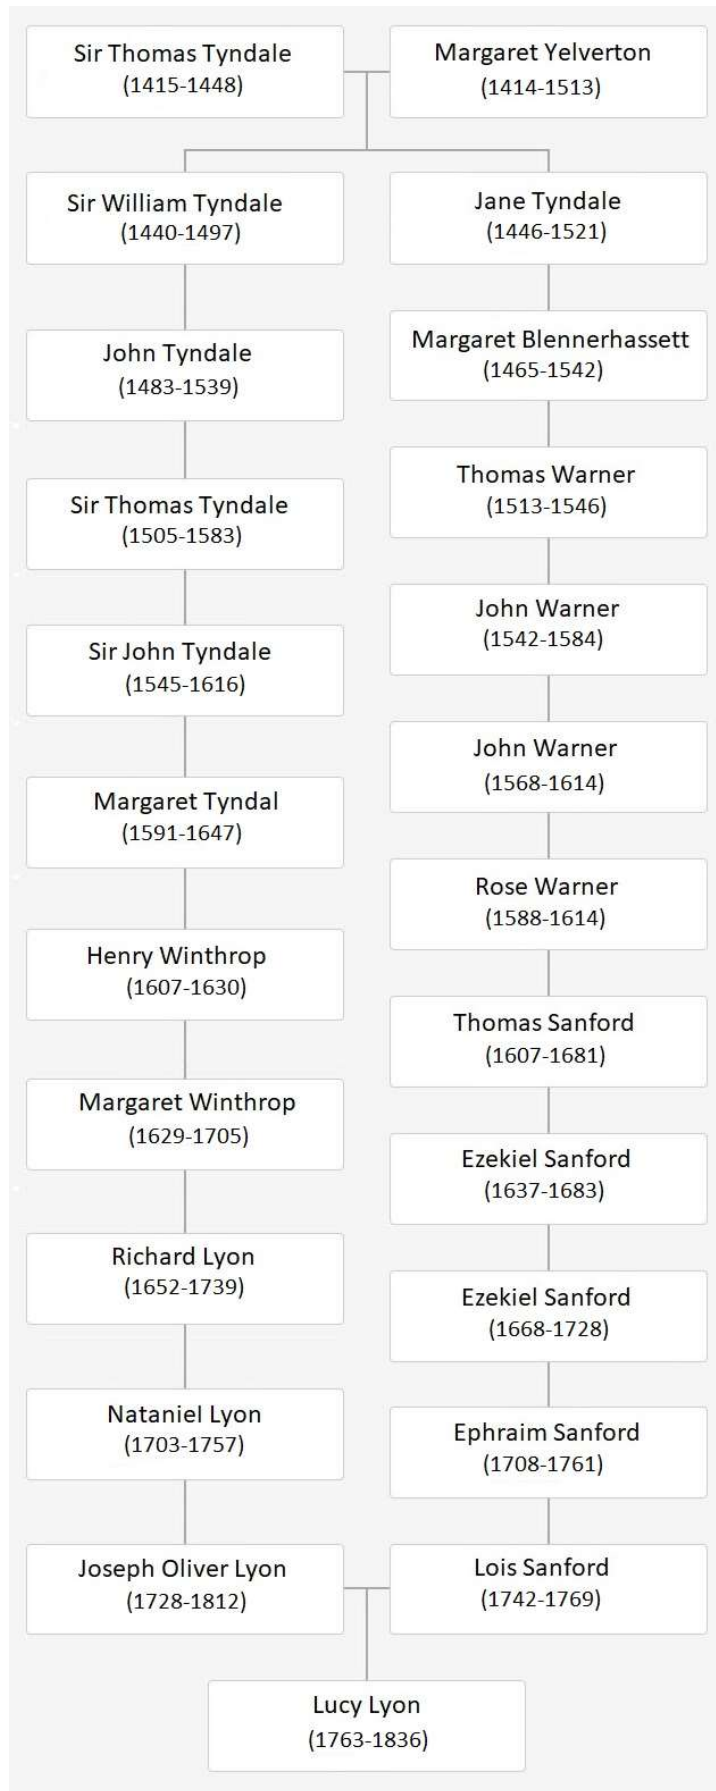 Sir Thomas Tyndale
(1415-1448)
Margaret Yelverton
(1414-1513)
Sir William Tyndale
(1440-1497)
Jane Tyndale
(1446-1521)
John Tyndale
(1483-1539)
Margaret Blennerhassett
(1465-1542)
Sir Thomas Tyndale
(1505-1583)
Thomas Warner
(1513-1546)
Sir John Tyndale
(1545-1616)
John Warner
(1542-1584)
Margaret Tyndal
(1591-1647)
John Warner
(1568-1614)
Henry Winthrop
(1607-1630)
Rose Warner
(1588-1614)
Margaret Winthrop
(1629-1705)
Thomas Sanford
(1607-1681)
Richard Lyon
(1652-1739)
Ezekiel Sanford
(1637-1683)
Nataniel Lyon
(1703-1757)
Ezekiel Sanford
(1668-1728)
Ephraim Sanford
(1708-1761)
Joseph Oliver Lyon
(1728-1812)
Lois Sanford
(1742-1769)
Lucy Lyon
(1763-1836)